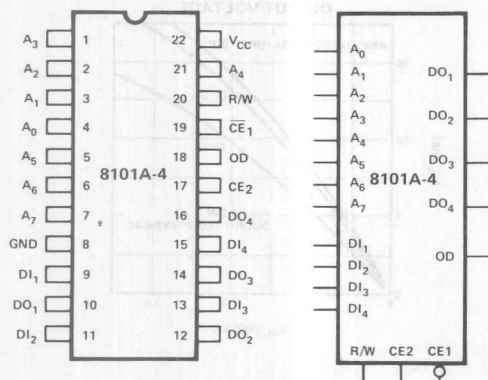 A3 1 22 VCC
A2 2 21 A4
A1 3 20 R/W
A0 4 19 CE1
A5 5 18 OD
8101A-4
A6 6 17 CE2
A7 7 16 DO4
GND 8 15 DI4
DI1 9 14 DO3
DO1 10 13 DI3
DI2 11 12 DO2
A0
A1 DO1
A2
A3 DO2
A4
A5 DO3
A6 8101A-4
A7 DO4
DI1
DI2 OD
DI3
DI4
R/W CE2 CE1